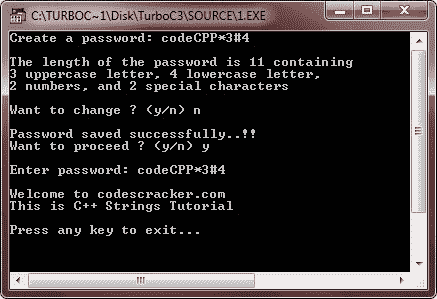 C:\TURBOC~1\Disk\TurboC3\SOURCE\1.EXE
Create a password: codeCPP*3#4
The length of the password is 11 containing
3 uppercase letter, 4 lowercase letter,
2 numbers, and 2 special characters
Want to change ? (y/n) n
Password saved successfully..!!
Want to proceed ? (y/n) y
Enter password: codeCPP*3#4
Welcome to codescracker.com
This is C++ Strings Tutorial
Press any key to exit...